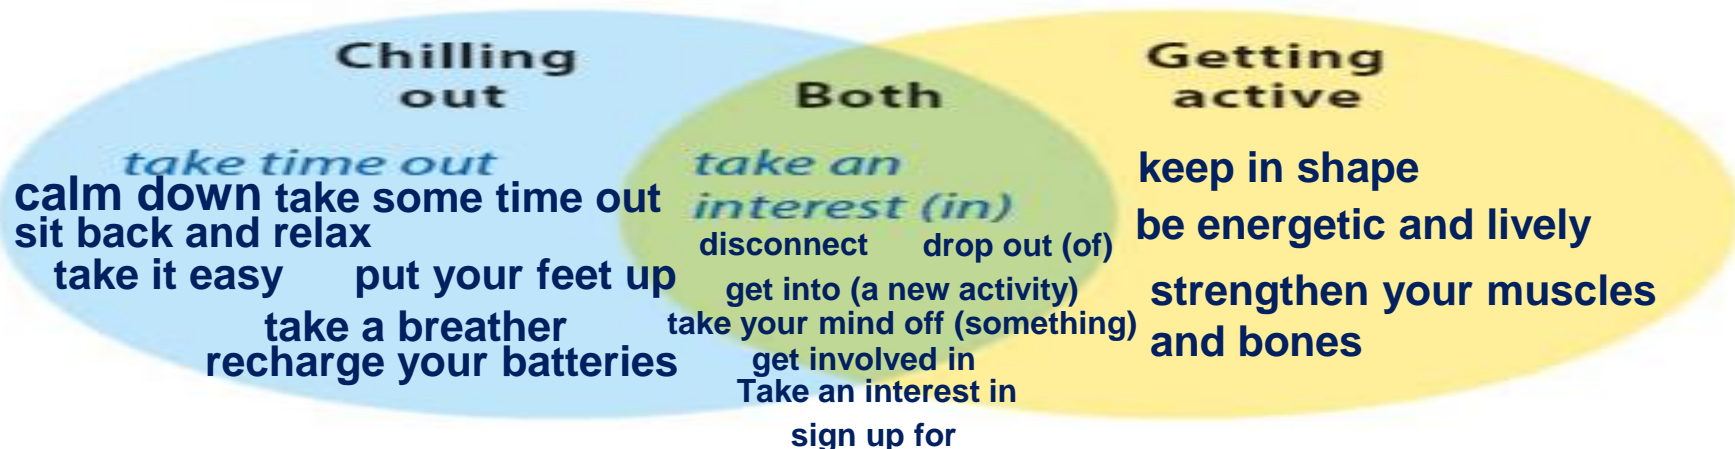 Chilling
out
take time out
calm down take some time out
sit back and relax
take it easy put your feet up
take a breather
recharge your batteries
Both
take an
interest (in)
disconnect drop out (of)
get into (a new activity)
take your mind off (something)
get involved in
Take an interest in
sign up for
Getting
active
keep in shape
be energetic and lively
strengthen your muscles
and bones